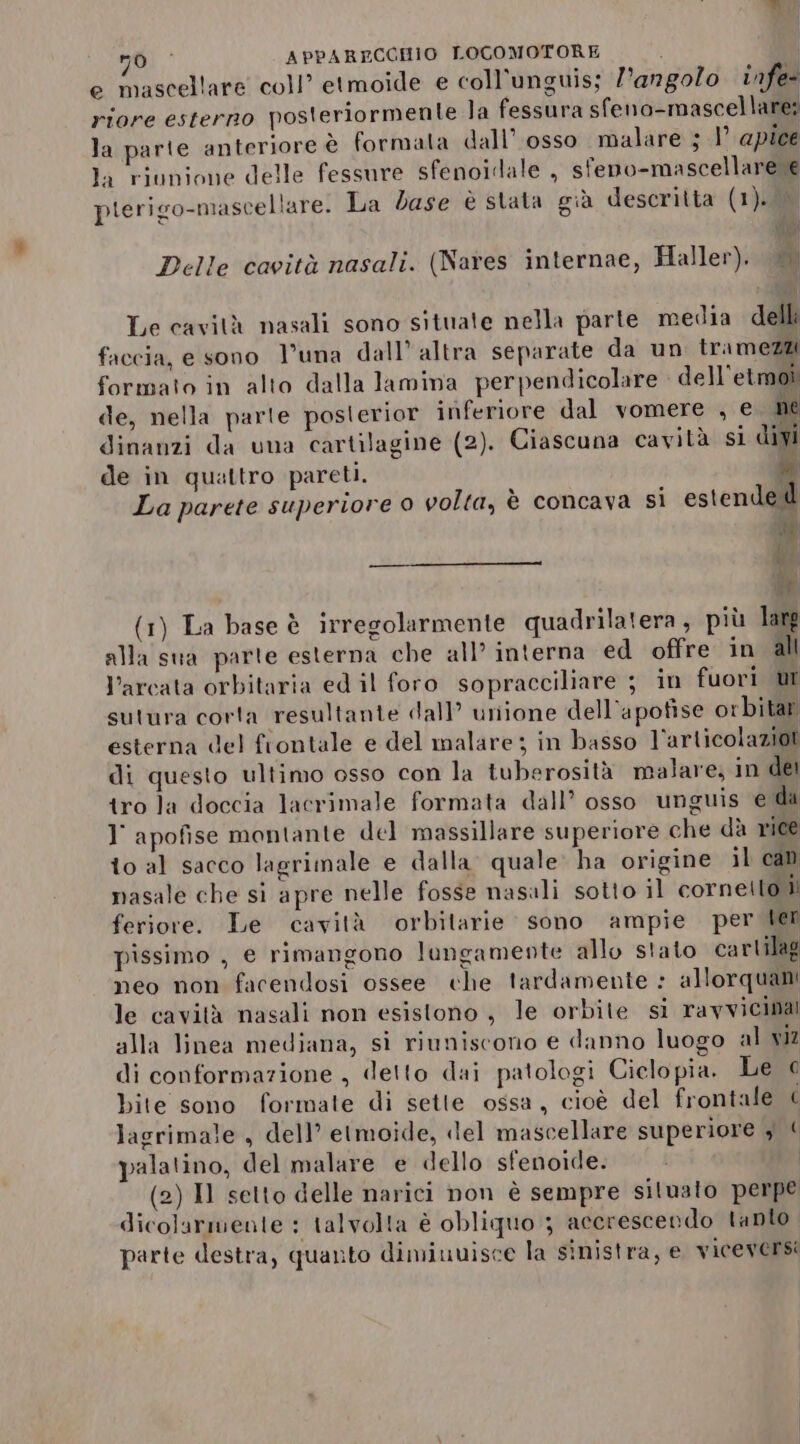 70 APPARECCHIO LOCOMOTORE
e mascellare coll' etmoide e coll'unguis; l'angolo infe-
riore esterno posteriormente la fessura sfeno-mascellare;
la parte anteriore è formata dall' osso malare ; l' apice
la riunione delle fessure sfenoidale , sfeno-mascellare e
pterigo-mascellare. La base è stata già descritta (1).
Delle cavità nasali. (Nares internae, Haller).
Le cavità nasali sono situate nella parte media dell
faccia, e sono l'una dall' altra separate da un tramezz
formato in alto dalla lamina perpendicolare dell'etmoi
de, nella parte posterior inferiore dal vomere , e ne
dinanzi da una cartilagine (2). Ciascuna cavità si divi
de in quattro pareti.
La parete superiore o volta, è concava si estende d
(1) La base è irregolarmente quadrilatera, più larg
alla sua parte esterna che all' interna ed offre in alt
l'arcata orbitaria ed il foro sopracciliare ; in fuori un
sutura corta resultante dall' unione dell'apofise orbitar
esterna del frontale e del malare; in basso l'articolazion
di questo ultimo osso con la tuberosità malare, in den
tro la doccia lacrimale formata dall' osso unguis e da
l' apofise montante del massillare superiore che dà rice
to al sacco lagrimale e dalla quale ha origine il can
nasale che si apre nelle fosse nasali sotto il cornetto i
feriore. Le cavità orbitarie sono ampie per ter
pissimo , e rimangono lungamente allo stato cartilag
neo non facendosi ossee che tardamente : allorquan
le cavità nasali non esistono , le orbite si ravvicinan
alla linea mediana, si riuniscono e danno luogo al viz
di conformazione , detto dai patologi Ciclopia. Le o
bite sono formate di sette ossa, cioè del frontale
lagrimale , dell' etmoide, del mascellare superiore ,
palatino, del malare e dello sfenoide.
(2) Il setto delle narici non è sempre situato perpe
dicolarmente : talvolta è obliquo ; accrescendo tanto
parte destra, quanto diminuisce la sinistra, e viceversa